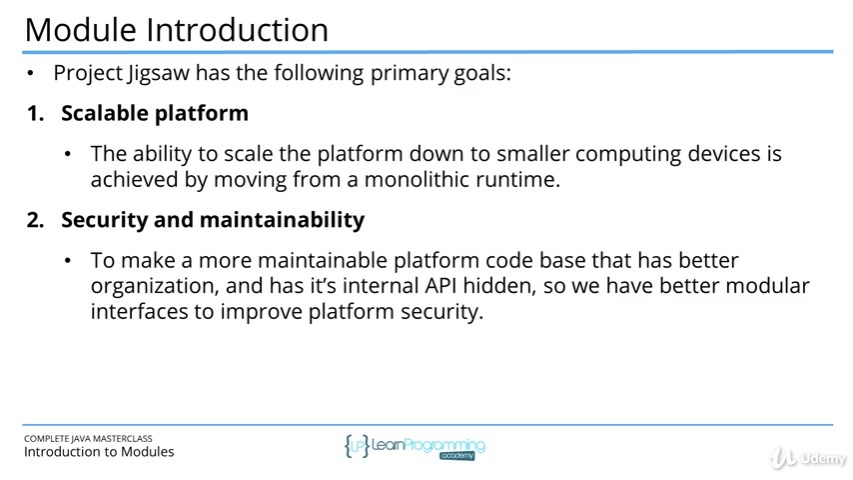 Module Introduction
• Project Jigsaw has the following primary goals:
1. Scalable platform
• The ability to scale the platform down to smaller computing devices is
achieved by moving from a monolithic runtime.
2. Security and maintainability
• To make a more maintainable platform code base that has better
organization, and has it's internal API hidden, so we have better modular
interfaces to improve platform security.
COMPLETE JAVA MASTERCLASS
Introduction to Modules
{LP} LearnProgramming
academy
Udemy